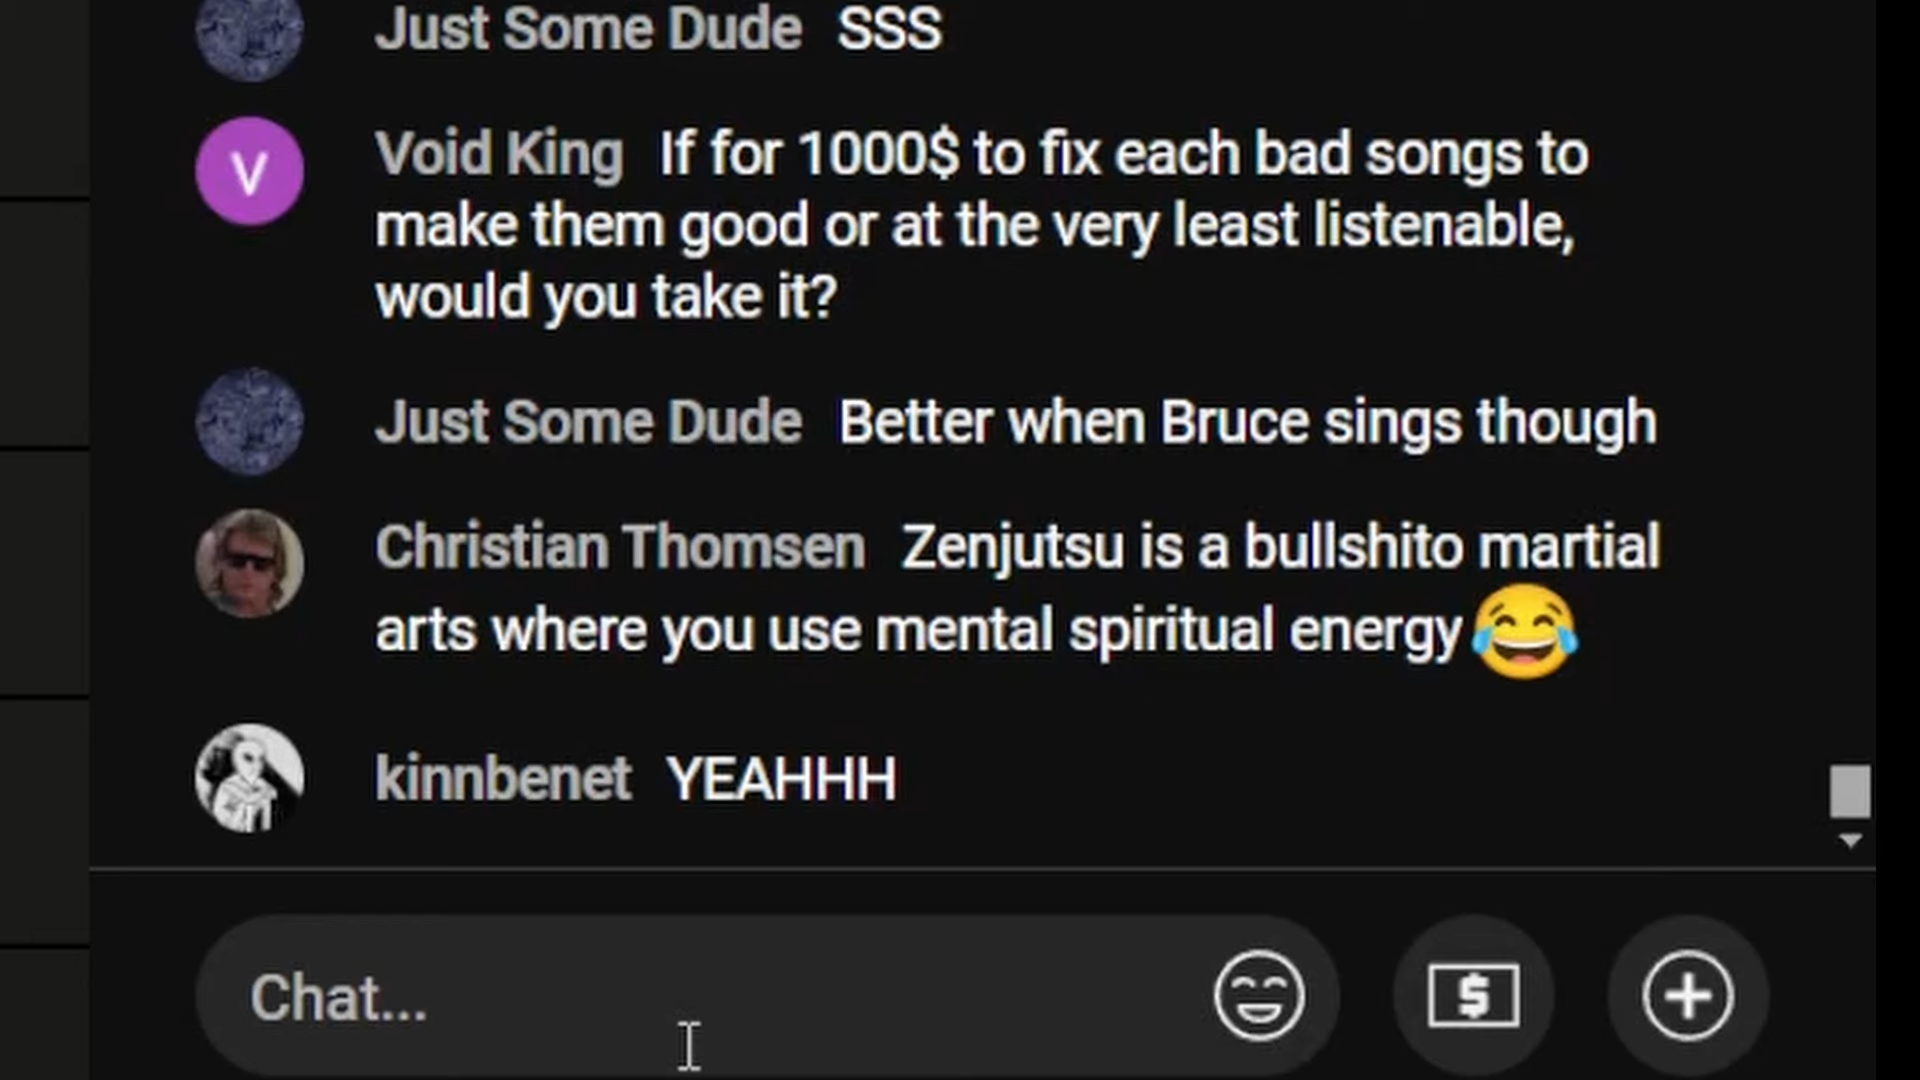 Just Some Dude SSS
V
Void King If for 1000$ to fix each bad songs to
make them good or at the very least listenable,
would you take it?
Just Some Dude Better when Bruce sings though
Christian Thomsen Zenjutsu is a bullshito martial
arts where you use mental spiritual energy😂
kinnbenet YEAHHH
Chat...
$